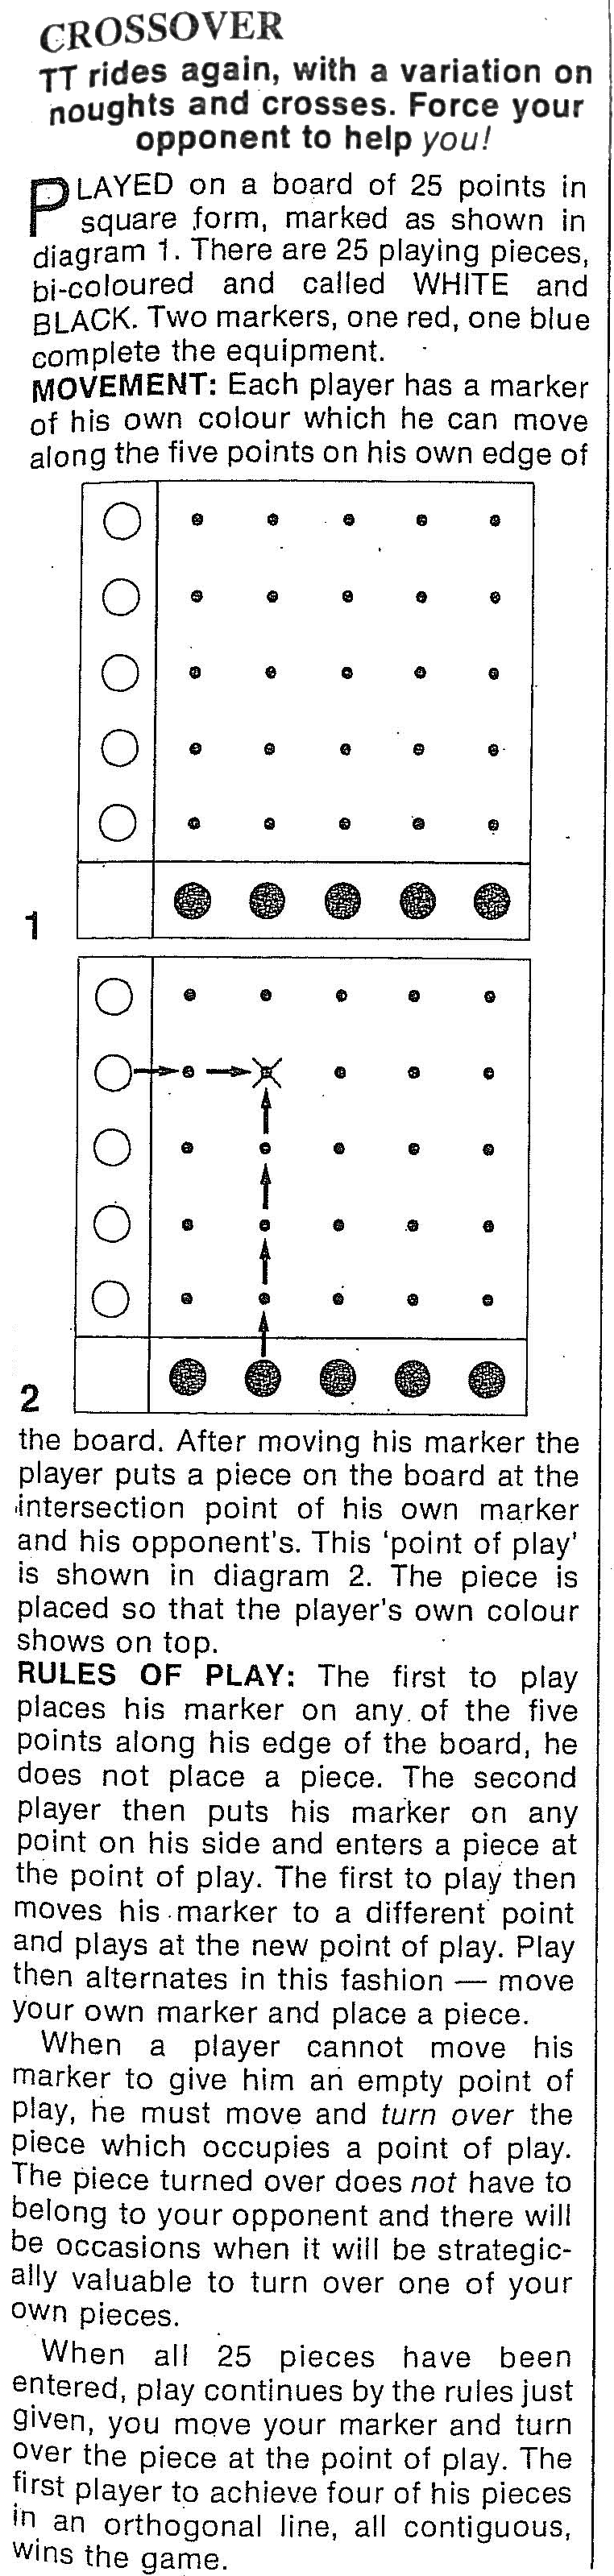 CROSSOVER
TT rides again, with a variation on
noughts and crosses. Force your
opponent to help you!
PLAYED on a board of 25 points in
square form, marked as shown in
diagram 1. There are 25 playing pieces,
bi-coloured and called WHITE and
BLACK. Two markers, one red, one blue
complete the equipment.
MOVEMENT: Each player has a marker
of his own colour which he can move
along the five points on his own edge of
1
2
the board. After moving his marker the
player puts a piece on the board at the
intersection point of his own marker
and his opponent's. This 'point of play'
is shown in diagram 2. The piece is
placed so that the player's own colour
shows on top.
RULES OF PLAY: The first to play
places his marker on any of the five
points along his edge of the board, he
does not place a piece. The second
player then puts his marker on any
point on his side and enters a piece at
the point of play. The first to play then
moves his marker to a different point
and plays at the new point of play. Play
then alternates in this fashion — move
your own marker and place a piece.
When a player cannot move his
marker to give him an empty point of
play, he must move and turn over the
piece which occupies a point of play.
The piece turned over does not have to
belong to your opponent and there will
be occasions when it will be strategic-
ally valuable to turn over one of your
own pieces.
When all 25 pieces have been
entered, play continues by the rules just
given, you move your marker and turn
over the piece at the point of play. The
first player to achieve four of his pieces
in an orthogonal line, all contiguous,
wins the game.